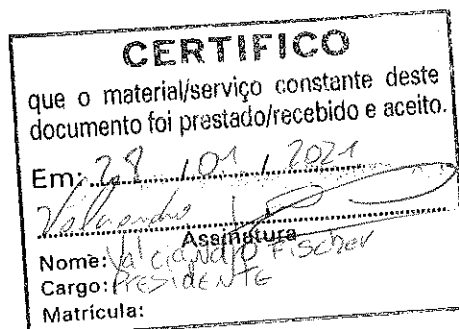 CERTIFICO
que o material/serviço constante deste
documento foi prestado/recebido e aceito.
Em: 28 / 01 / 2021
Assinatura
Nome: Valciandro Fischer
Cargo: PRESIDENTE
Matrícula: